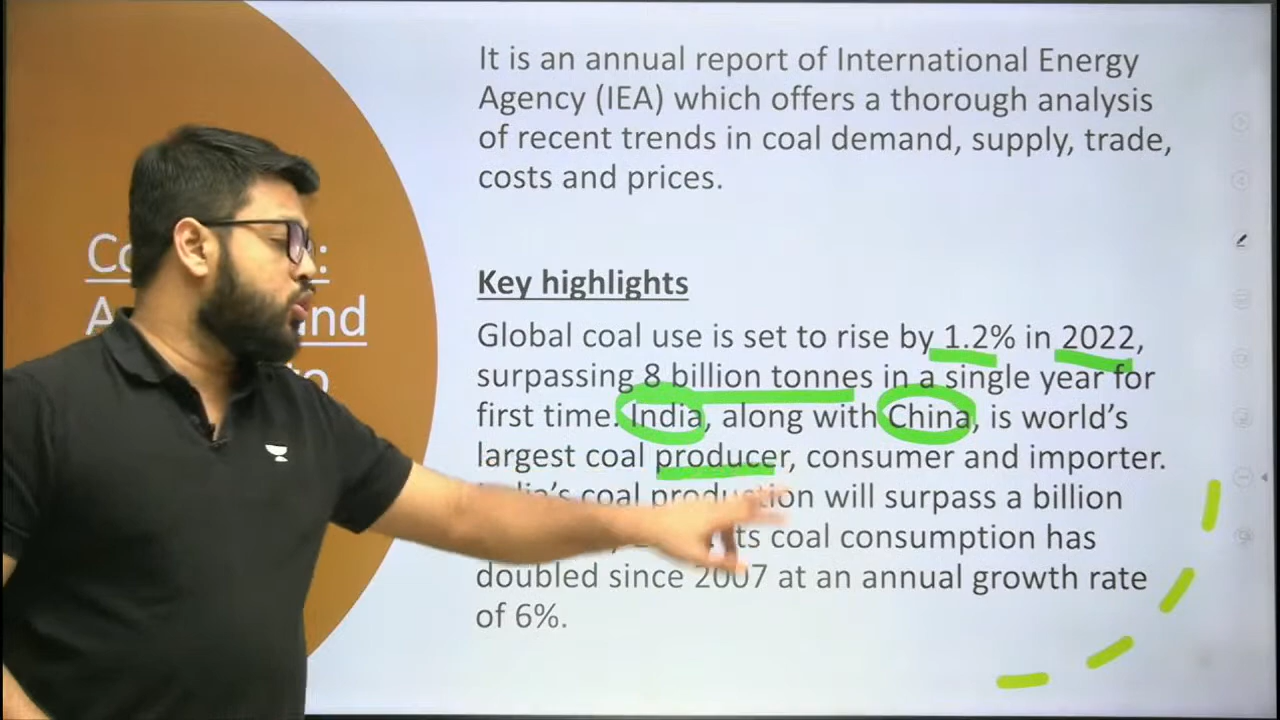 It is an annual report of International Energy
Agency (IEA) which offers a thorough analysis
of recent trends in coal demand, supply, trade,
costs and prices.
Key highlights
Global coal use is set to rise by 1.2% in 2022,
surpassing 8 billion tonnes in a single year for
first time. India, along with China, is world's
largest coal producer, consumer and importer.
India's coal production will surpass a billion
its coal consumption has
doubled since 2007 at an annual growth rate
of 6%.